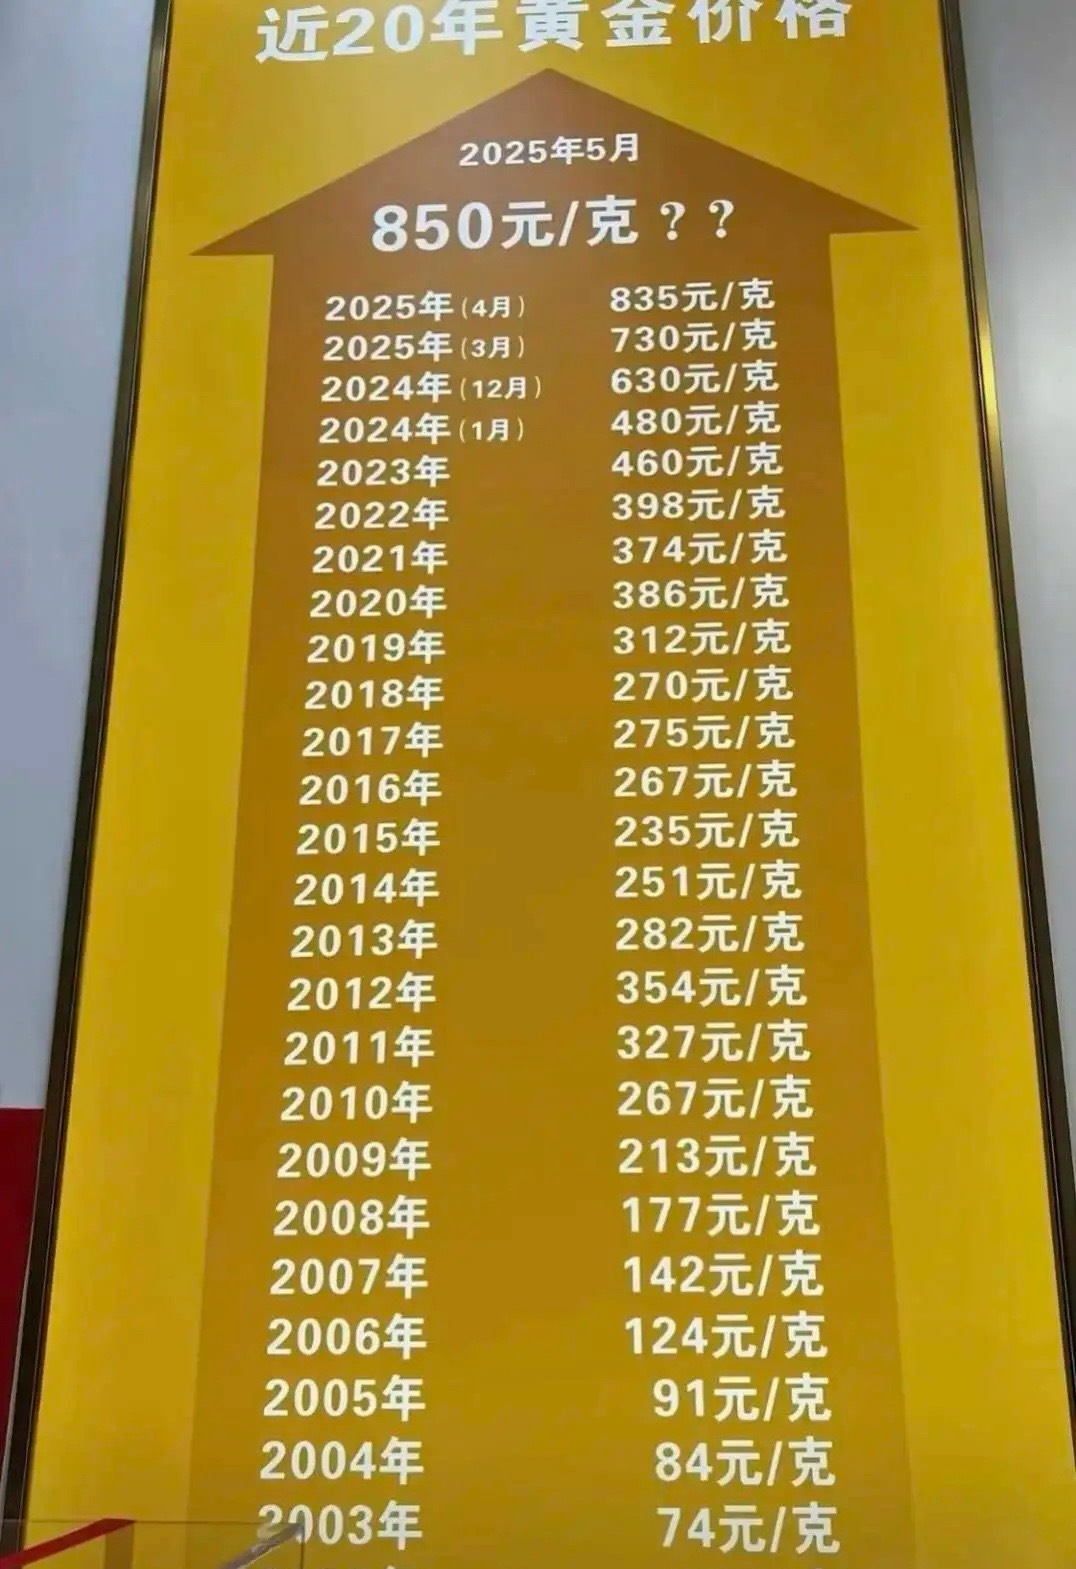 近20年黄金价格
2025年5月
850元/克??
2025年(4月) 835元/克
2025年(3月) 730元/克
2024年(12月) 630元/克
2024年(1月) 480元/克
2023年 460元/克
2022年 398元/克
2021年 374元/克
2020年 386元/克
2019年 312元/克
2018年 270元/克
2017年 275元/克
2016年 267元/克
2015年 235元/克
2014年 251元/克
2013年 282元/克
2012年 354元/克
2011年 327元/克
2010年 267元/克
2009年 213元/克
2008年 177元/克
2007年 142元/克
2006年 124元/克
2005年 91元/克
2004年 84元/克
2003年 74元/克